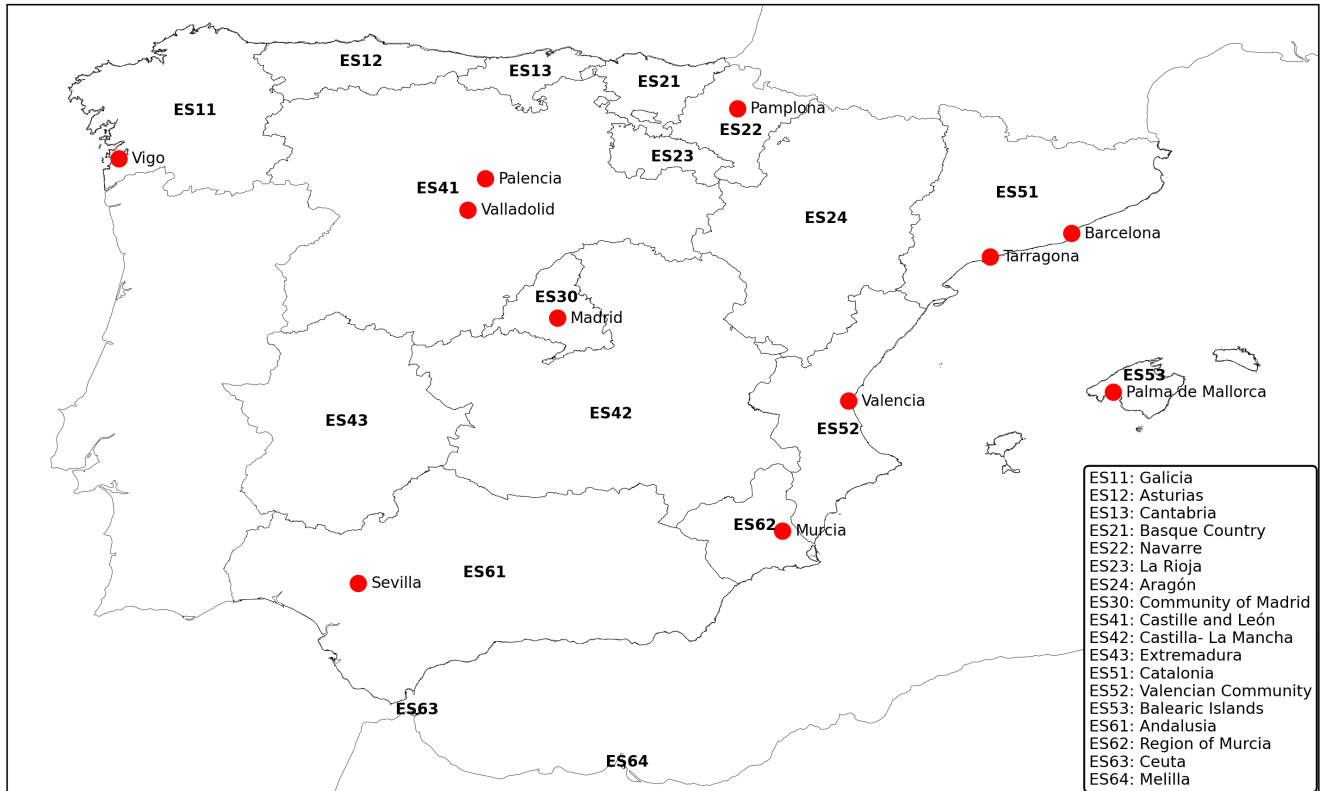 ES12
ES13
ES21
ES11
Pamplona
ES22
Vigo
ES23
Palencia
ES41
Valladolid
ES51
ES24
Barcelona
Tarragona
ES30
Madrid
ES53
Palma de Mallorca
Valencia
ES43
ES42
ES52
ES62
Murcia
ES61
Sevilla
ES63
ES64
ES11: Galicia
ES12: Asturias
ES13: Cantabria
ES21: Basque Country
ES22: Navarre
ES23: La Rioja
ES24: Aragón
ES30: Community of Madrid
ES41: Castille and León
ES42: Castilla- La Mancha
ES43: Extremadura
ES51: Catalonia
ES52: Valencian Community
ES53: Balearic Islands
ES61: Andalusia
ES62: Region of Murcia
ES63: Ceuta
ES64: Melilla